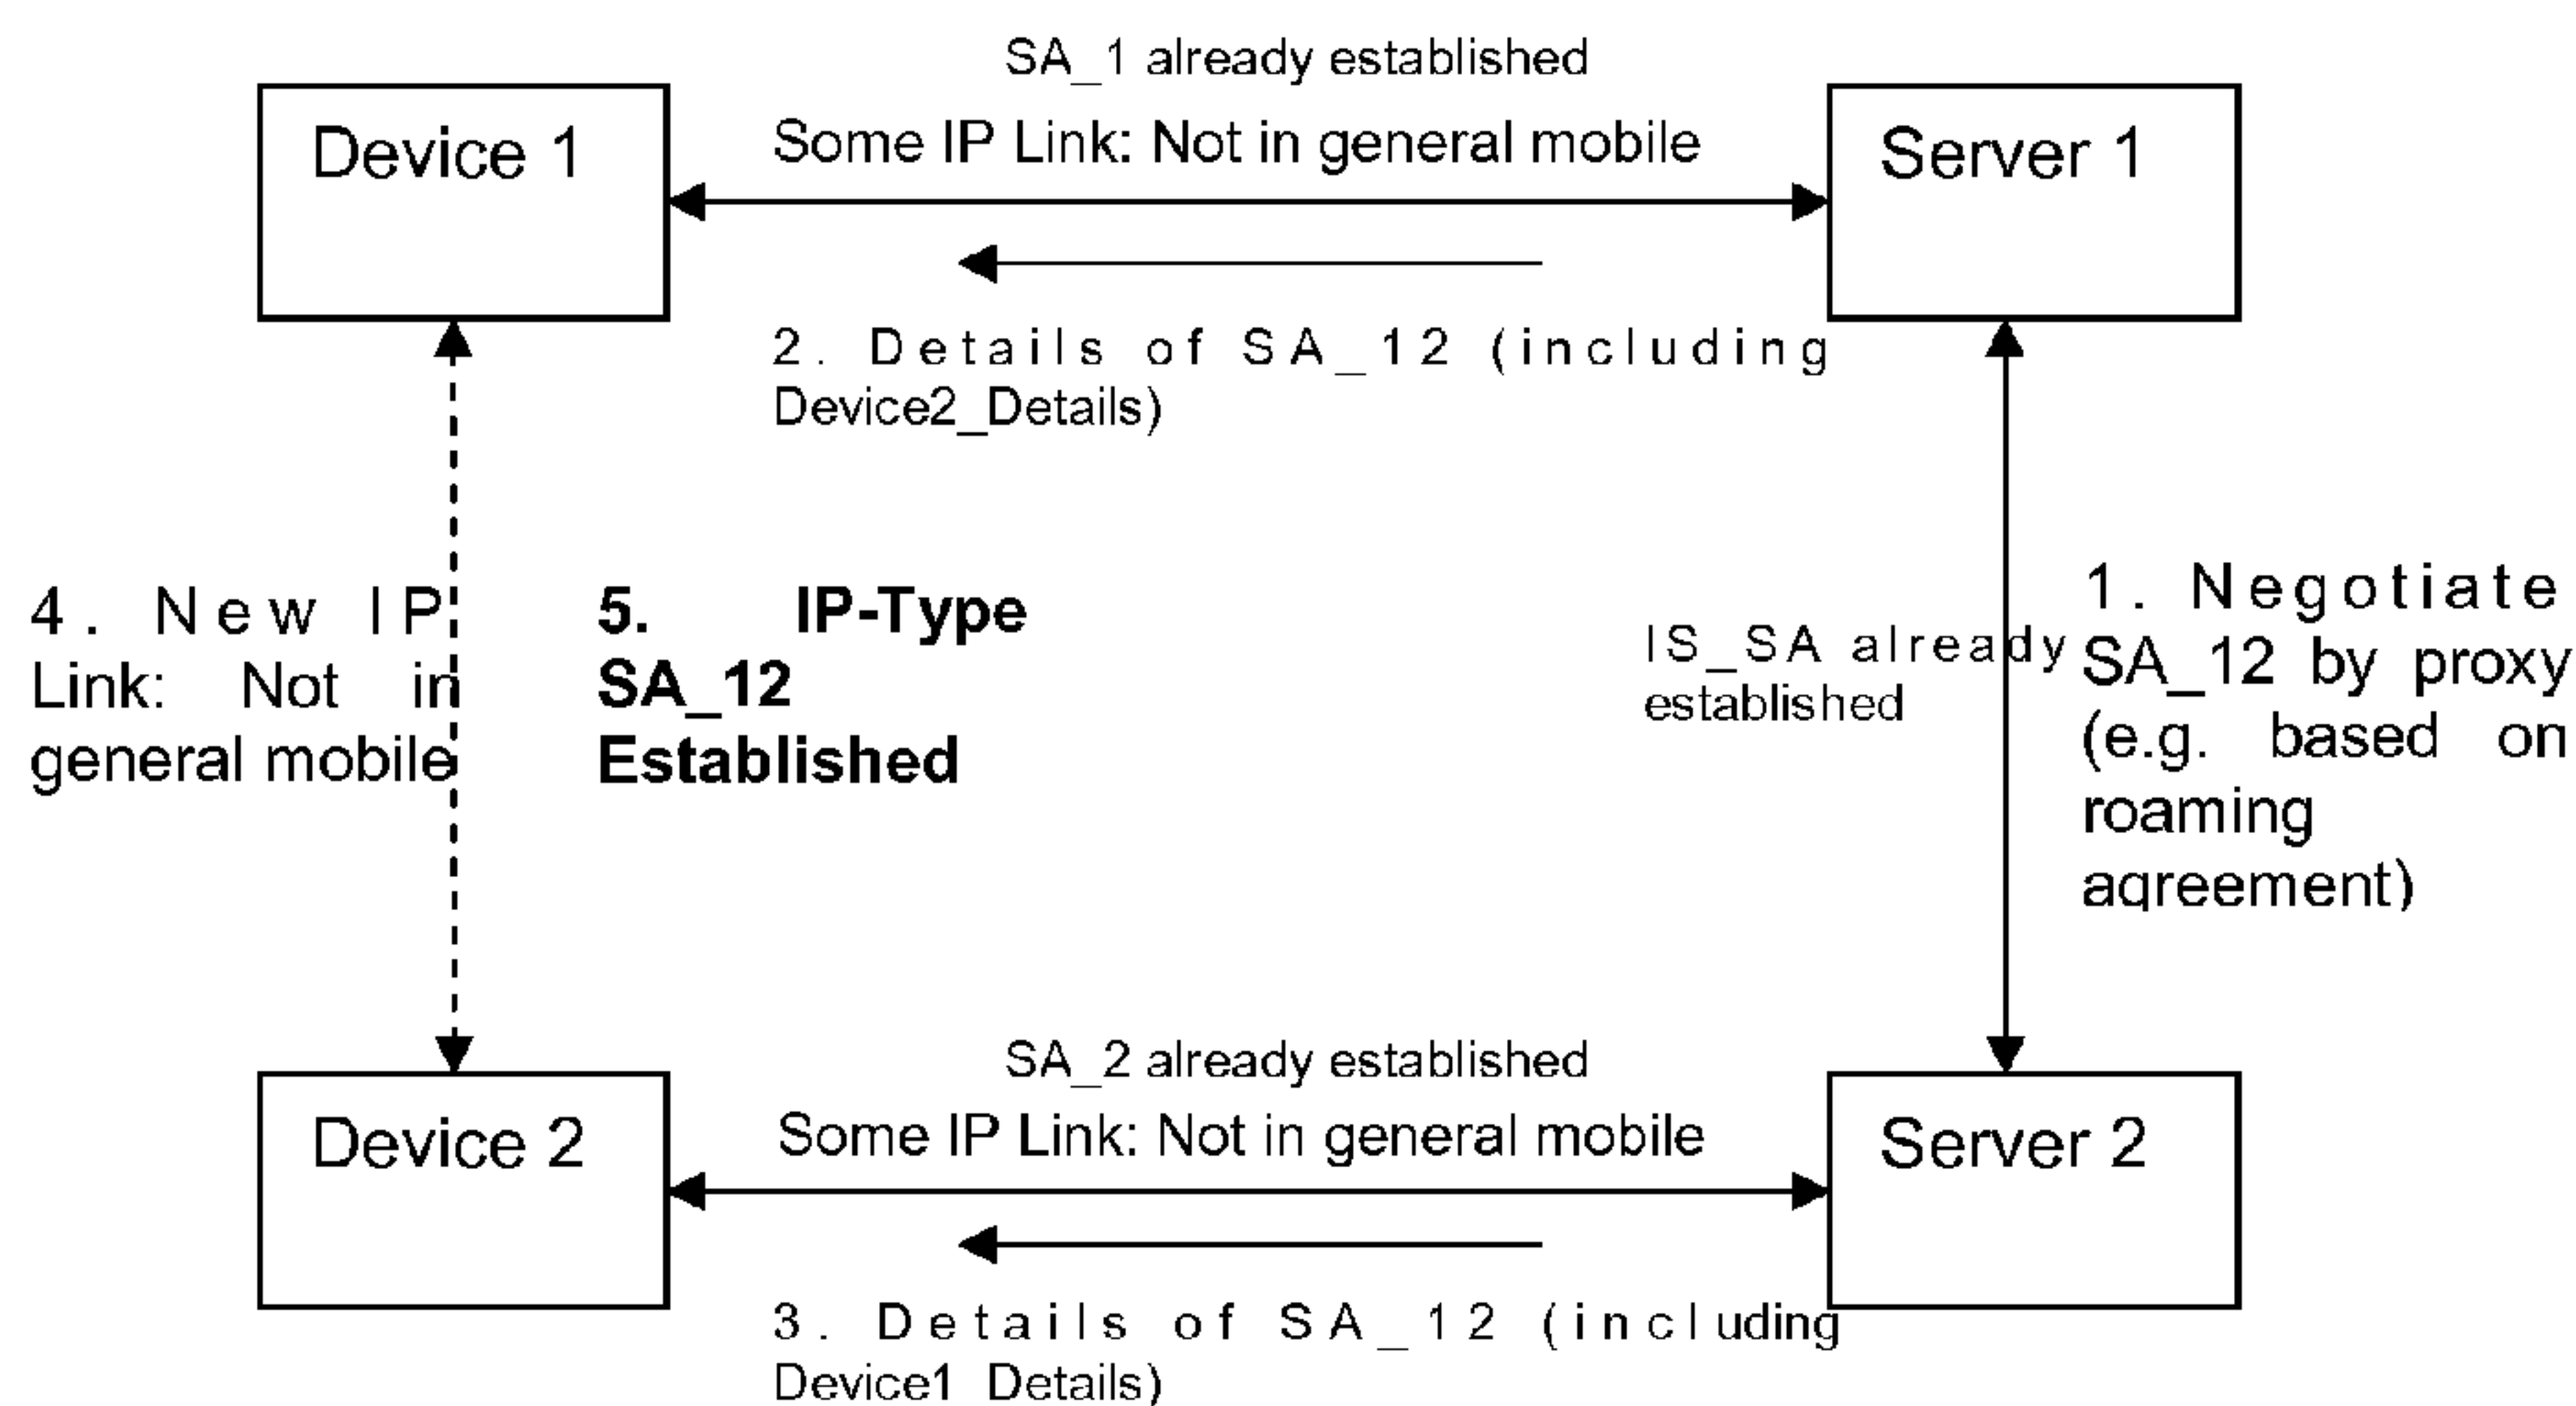 SA_1 already established
Device 1
Some IP Link: Not in general mobile
Server 1
2. Details of SA_12 (including
Device2_Details)
4. New IP
Link: Not in
general mobile
5. IP-Type
SA_12
Established
IS_SA already
established
1. Negotiate
SA_12 by proxy
(e.g. based on
roaming
agreement)
SA_2 already established
Device 2
Some IP Link: Not in general mobile
Server 2
3. Details of SA_12 (including
Device1_Details)